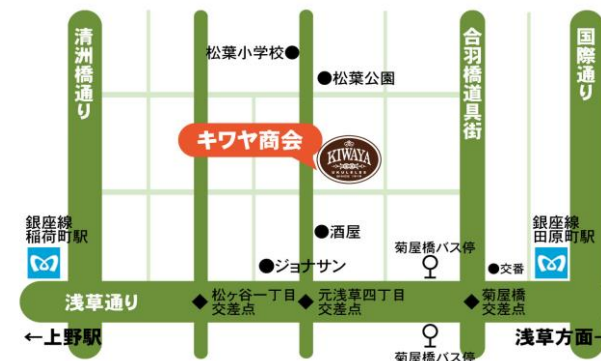 清洲橋通り
松葉小学校
松葉公園
合羽橋道具街
国際通り
キワヤ商会
KIWAYA
UKULELES
SINCE 1919
銀座線
稲荷町駅
酒屋
ジョナサン
菊屋橋バス停
交番
銀座線
田原町駅
浅草通り
松ヶ谷一丁目
交差点
元浅草四丁目
交差点
菊屋橋
交差点
←上野駅
菊屋橋バス停
浅草方面→